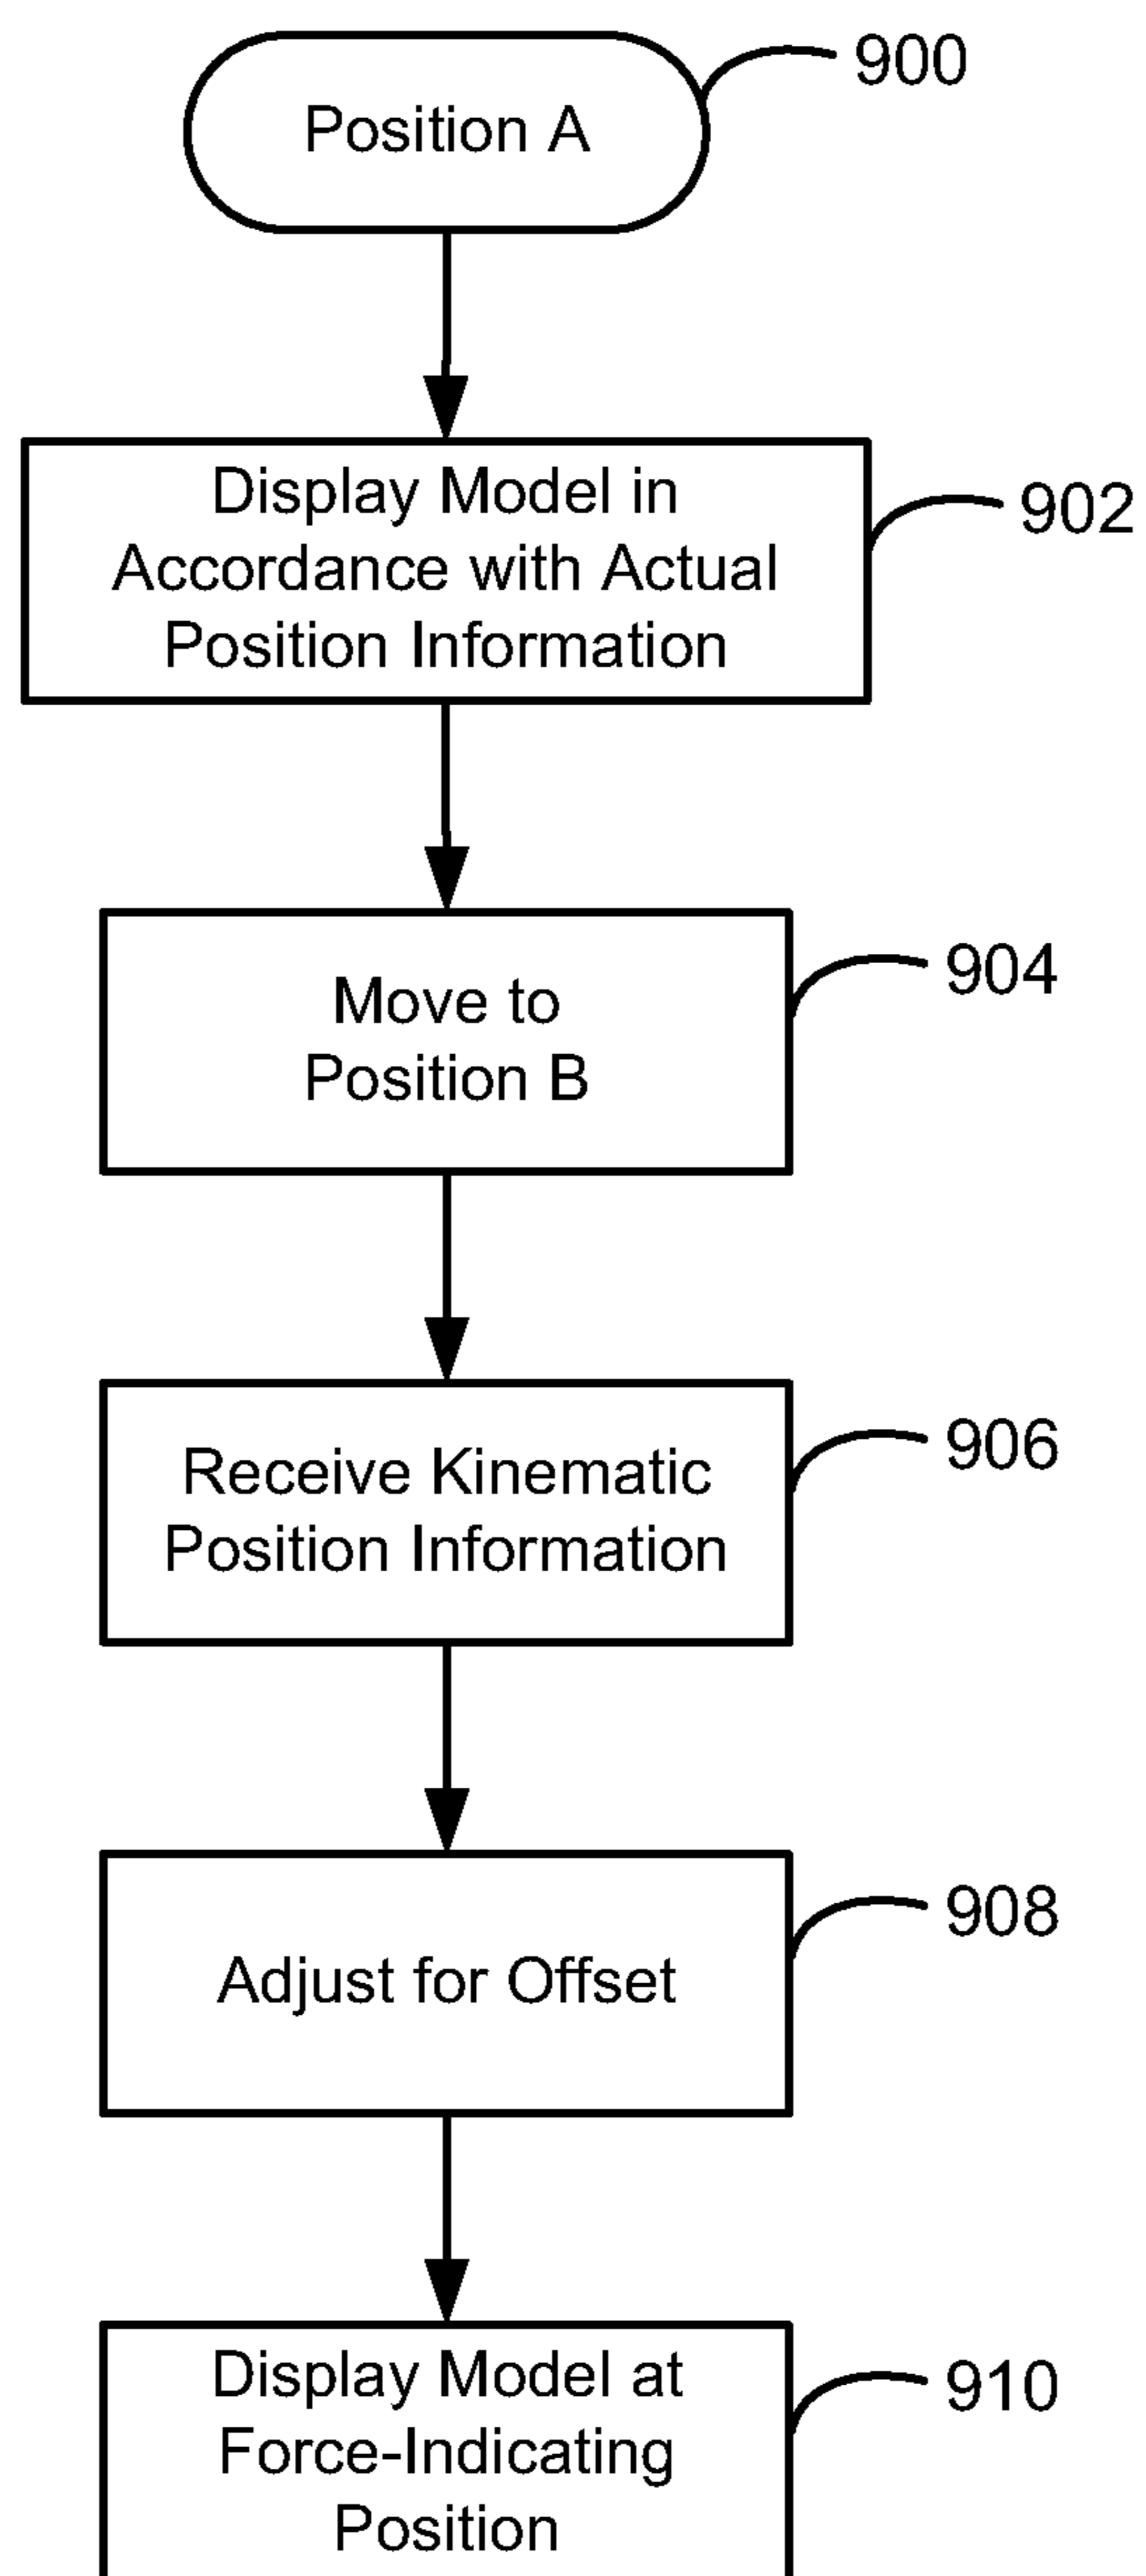 900
Position A
Display Model in
Accordance with Actual
Position Information
902
Move to
Position B
904
Receive Kinematic
Position Information
906
Adjust for Offset
908
Display Model at
Force-Indicating
Position
910